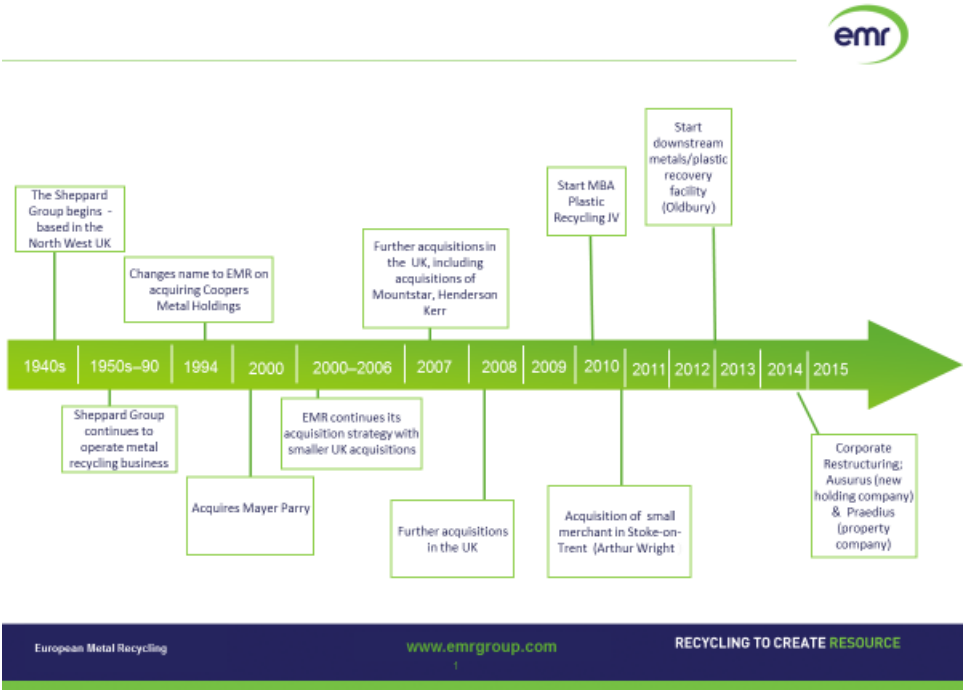 emr
Start
downstream
metals/plastic
recovery
facility
(Oldbury)
Start MBA
Plastic
Recycling JV
The Sheppard
Group begins -
based in the
North West UK
Further acquisitions in
the UK, including
acquisitions of
Mountstar, Henderson
Kerr
Changes name to EMR on
acquiring Coopers
Metal Holdings
1940s
1950s–90
1994
2000
2000–2006
2007
2008
2009
2010
2011
2012
2013
2014
2015
Sheppard Group
continues to
operate metal
recycling business
EMR continues its
acquisition strategy with
smaller UK acquisitions
Acquires Mayer Parry
Further acquisitions
in the UK
Acquisition of small
merchant in Stoke-on-
Trent (Arthur Wright
Corporate
Restructuring;
Ausurus (new
holding company)
& Praedius
(property
company)
European Metal Recycling
www.emrgroup.com
RECYCLING TO CREATE RESOURCE
1